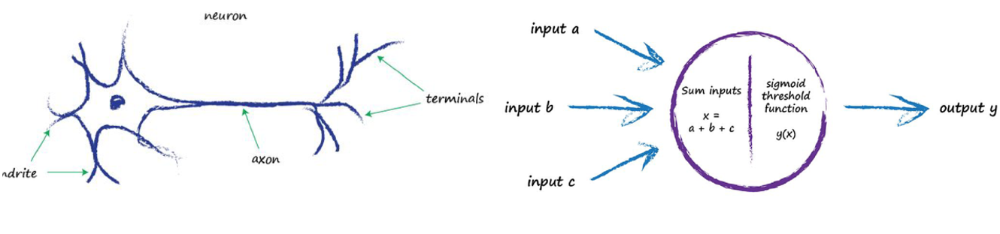 neuron
terminals
axon
ndrite
input a
input b
input c
Sum inputs
x =
a + b + c
sigmoid
threshold
function
y(x)
output y